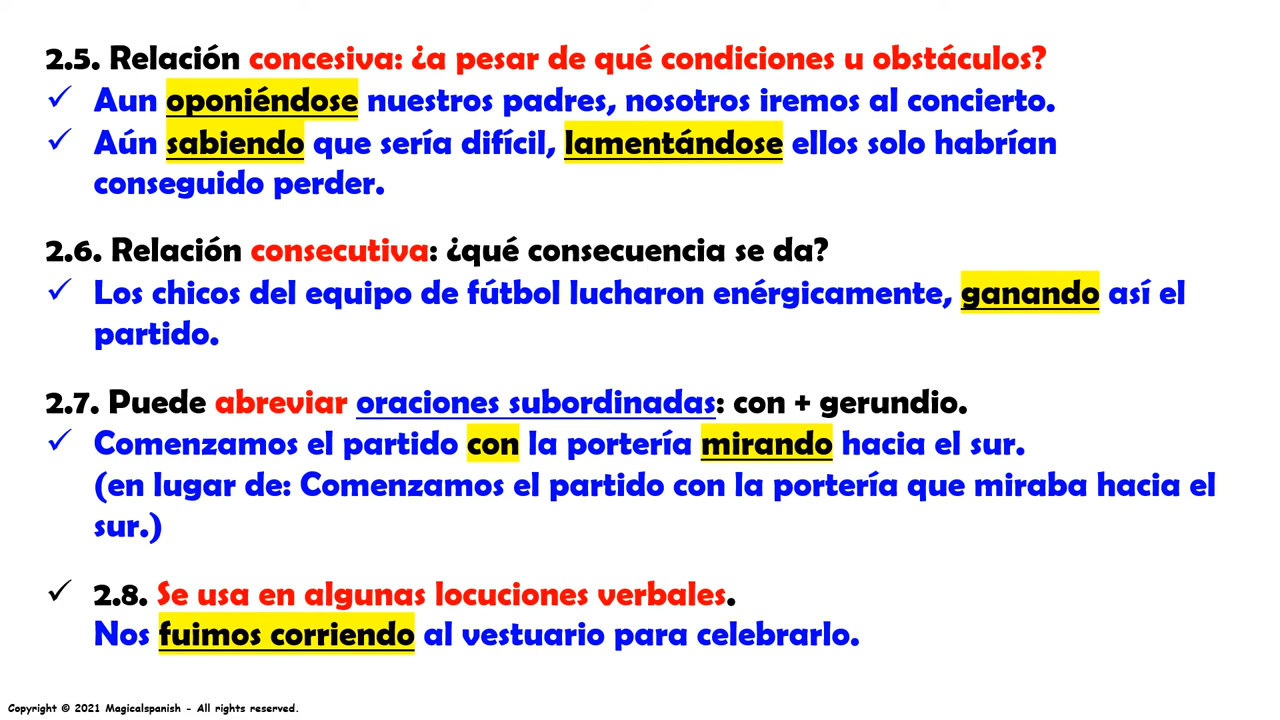 2.5. Relación concesiva: ¿a pesar de qué condiciones u obstáculos?
✓ Aun oponiéndose nuestros padres, nosotros iremos al concierto.
✓ Aún sabiendo que sería difícil, lamentándose ellos solo habrían
conseguido perder.
2.6. Relación consecutiva: ¿qué consecuencia se da?
✓ Los chicos del equipo de fútbol lucharon enérgicamente, ganando así el
partido.
2.7. Puede abreviar oraciones subordinadas: con + gerundio.
✓ Comenzamos el partido con la portería mirando hacia el sur.
(en lugar de: Comenzamos el partido con la portería que miraba hacia el
sur.)
✓ 2.8. Se usa en algunas locuciones verbales.
Nos fuimos corriendo al vestuario para celebrarlo.
Copyright © 2021 Magicalspanish - All rights reserved.